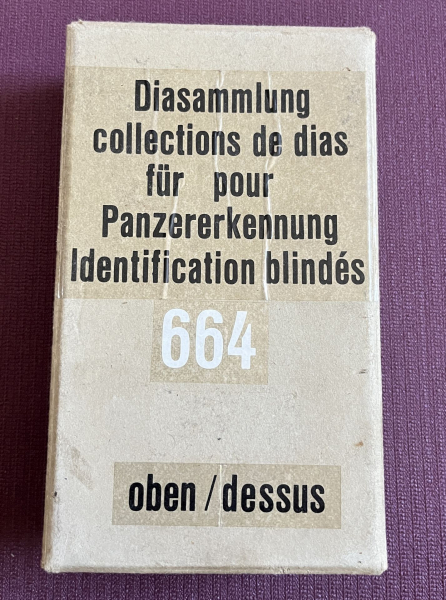 Diasammlung
collections de dias
für pour
Panzererkennung
Identification blindés
664
oben / dessus